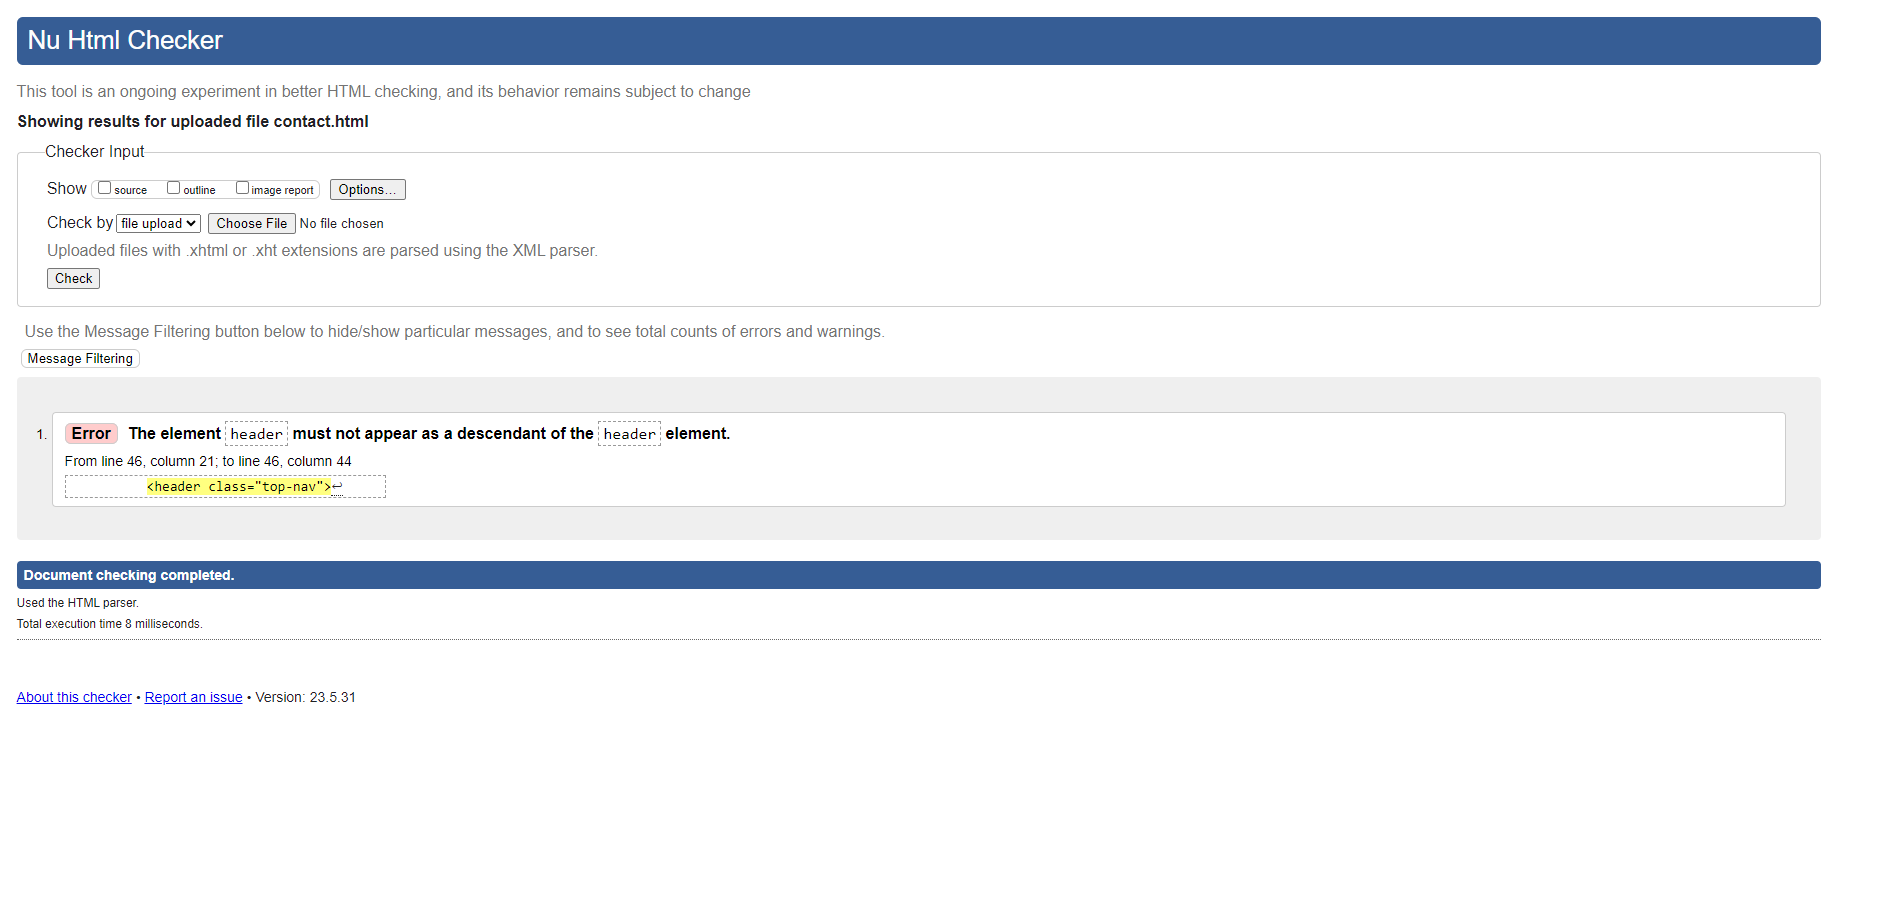 Nu Html Checker
This tool is an ongoing experiment in better HTML checking, and its behavior remains subject to change
Showing results for uploaded file contact.html
Checker Input
Show source outline image report Options...
Check by file upload Choose File No file chosen
Uploaded files with .xhtml or .xht extensions are parsed using the XML parser.
Check
Use the Message Filtering button below to hide/show particular messages, and to see total counts of errors and warnings.
Message Filtering
1. Error The element header must not appear as a descendant of the header element.
From line 46, column 21; to line 46, column 44
<header class="top-nav">↩
Document checking completed.
Used the HTML parser.
Total execution time 8 milliseconds.
About this checker • Report an issue • Version: 23.5.31